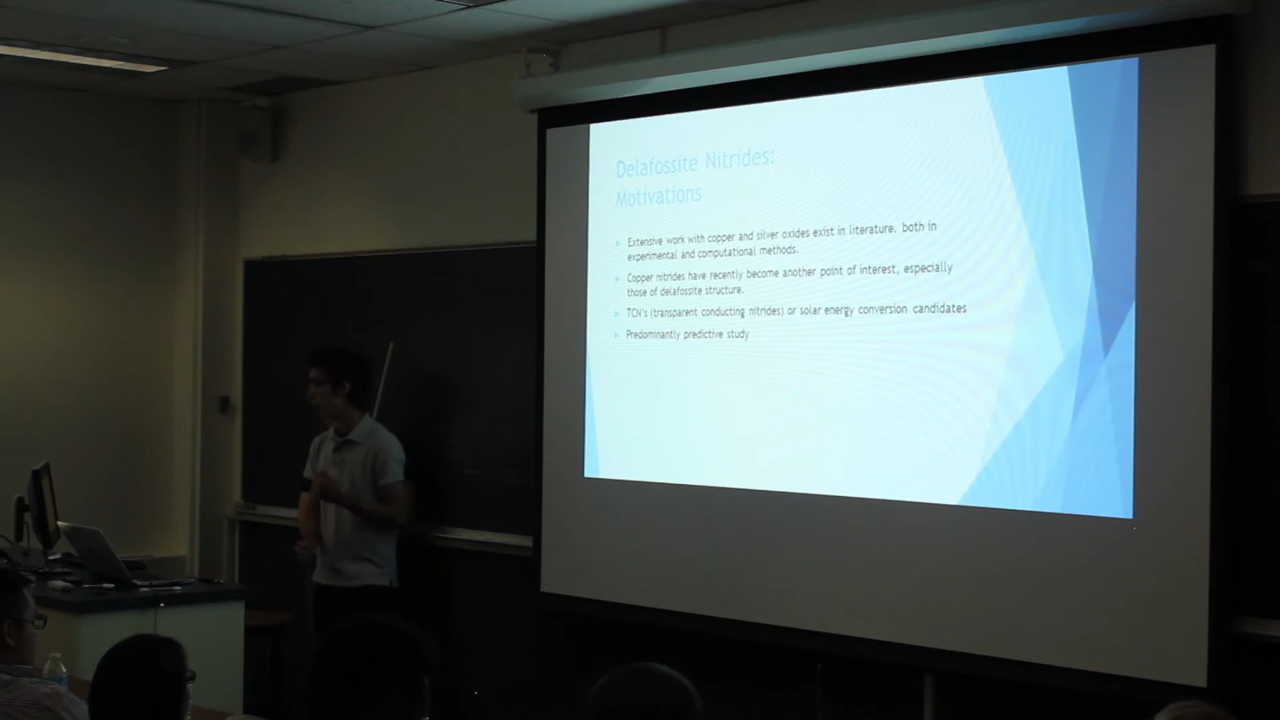 Delafossite Nitrides:
Motivations
Extensive work with copper and silver oxides exist in literature, both in
experimental and computational methods.
Copper nitrides have recently become another point of interest, especially
those of delafossite structure.
TCN's (transparent conducting nitrides) or solar energy conversion candidates
Predominantly predictive study